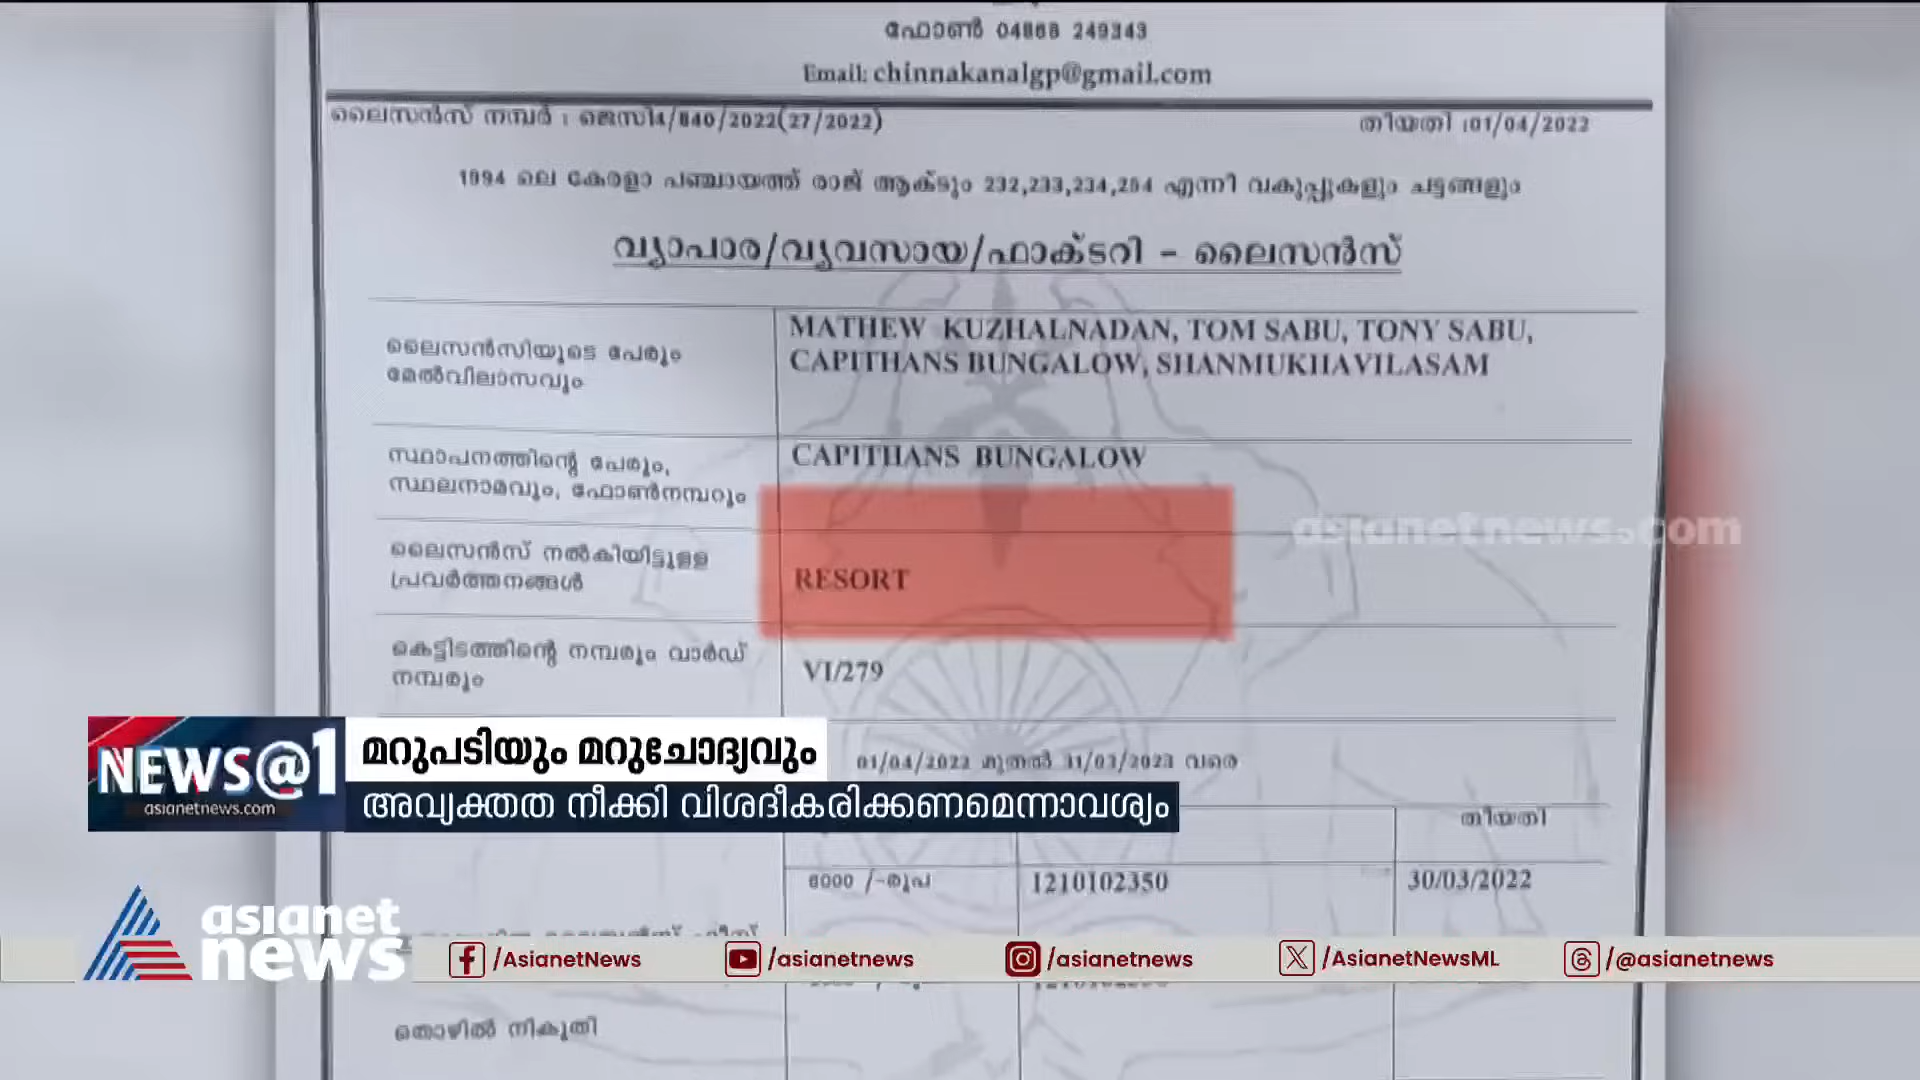 ഫോൺ 04868 249343
Email: chinnakanalgp@gmail.com
ലൈസൻസ് നമ്പർ : ജെസി4/840/2022(27/2022)
തിയതി :01/04/2022
1994 ലെ കേരളാ പഞ്ചായത്ത് രാജ് ആക്ടും 232,233,234,254 എന്നീ വകുപ്പുകളും ചട്ടങ്ങളും
വ്യാപാര/വ്യവസായ/ഫാക്ടറി - ലൈസൻസ്
ലൈസൻസിയുടെ പേരും
മേൽവിലാസവും
MATHEW KUZHALNADAN, TOM SABU, TONY SABU,
CAPITHANS BUNGALOW, SHANMUKHAVILASAM
സ്ഥാപനത്തിന്റെ പേരും,
സ്ഥലനാമവും, ഫോൺനമ്പറും
CAPITHANS BUNGALOW
ലൈസൻസ് നൽകിയിട്ടുളള
പ്രവർത്തനങ്ങൾ
RESORT
asianetnews.com
കെട്ടിടത്തിന്റെ നമ്പരും വാർഡ്
നമ്പരും
VI/279
01/04/2022 മുതൽ 31/03/2023 വരെ
NEWS@1
asianetnews.com
മറുപടിയും മറുചോദ്യവും
അവ്യക്തത നീക്കി വിശദീകരിക്കണമെന്നാവശ്യം
തിയതി
6000 /-രൂപ
1210102350
30/03/2022
asianet
news
/AsianetNews
/asianetnews
/asianetnews
/AsianetNewsML
/@asianetnews
തൊഴിൽ നികുതി